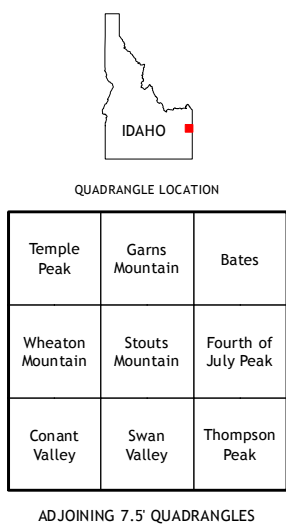 IDAHO
QUADRANGLE LOCATION
Temple
Peak
Garns
Mountain
Bates
Wheaton
Mountain
Stouts
Mountain
Fourth of
July Peak
Conant
Valley
Swan
Valley
Thompson
Peak
ADJOINING 7.5' QUADRANGLES